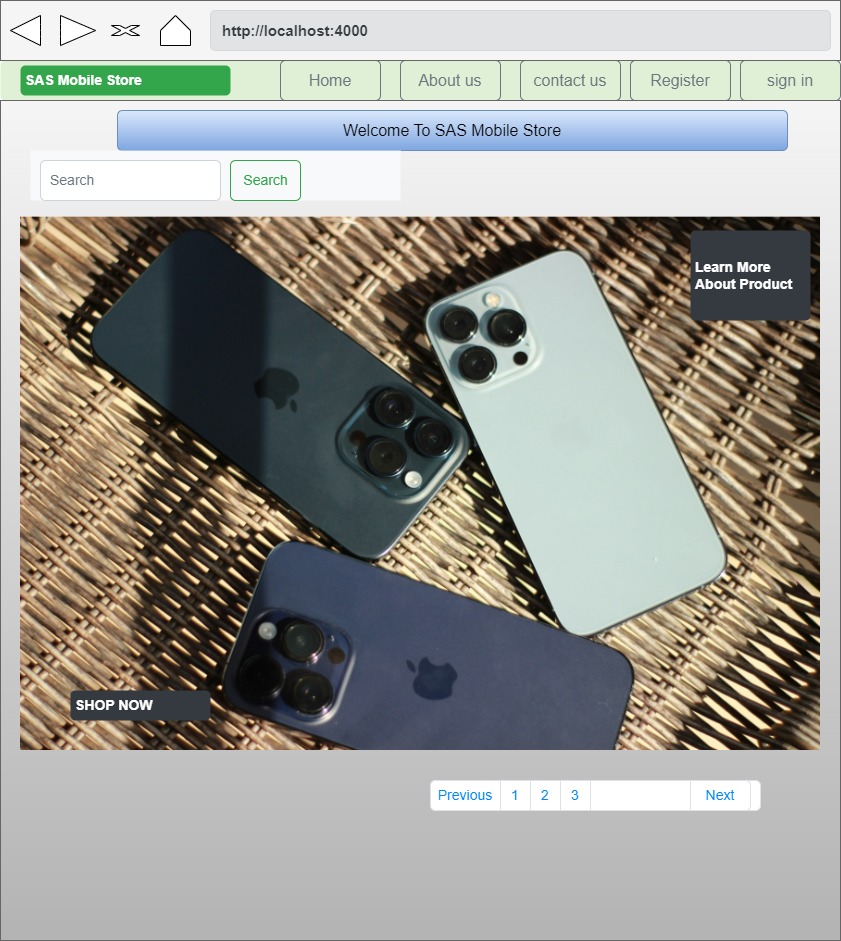 http://localhost:4000
SAS Mobile Store
Home
About us
contact us
Register
sign in
Welcome To SAS Mobile Store
Search
Search
Learn More
About Product
SHOP NOW
Previous
1
2
3
Next